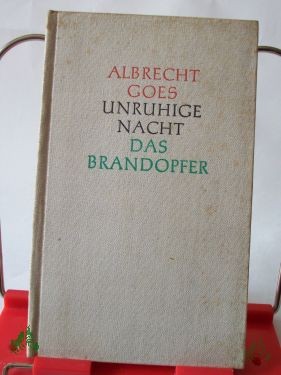 ALBRECHT
GOES
UNRUHIGE
NACHT
DAS
BRANDOPFER